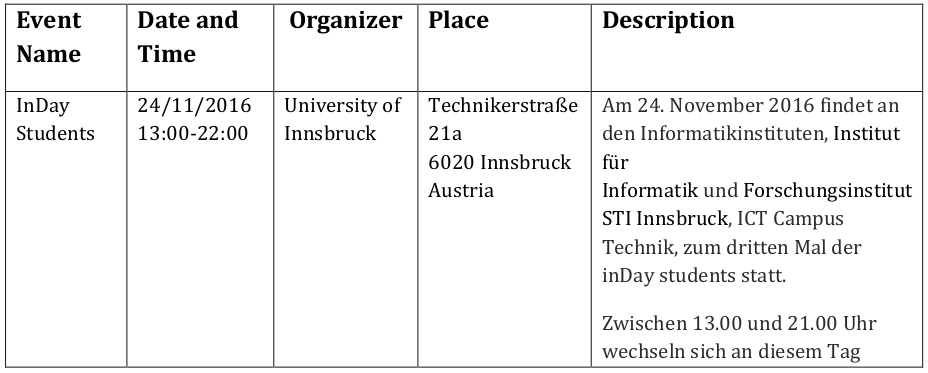 Event Name
Date and Time
Organizer
Place
Description
InDay
Students
24/11/2016
13:00-22:00
University of
Innsbruck
Technikerstraße
21a
6020 Innsbruck
Austria
Am 24. November 2016 findet an
den Informatikinstituten, Institut
für
Informatik und Forschungsinstitut
STI Innsbruck, ICT Campus
Technik, zum dritten Mal der
inDay students statt.
Zwischen 13.00 und 21.00 Uhr
wechseln sich an diesem Tag